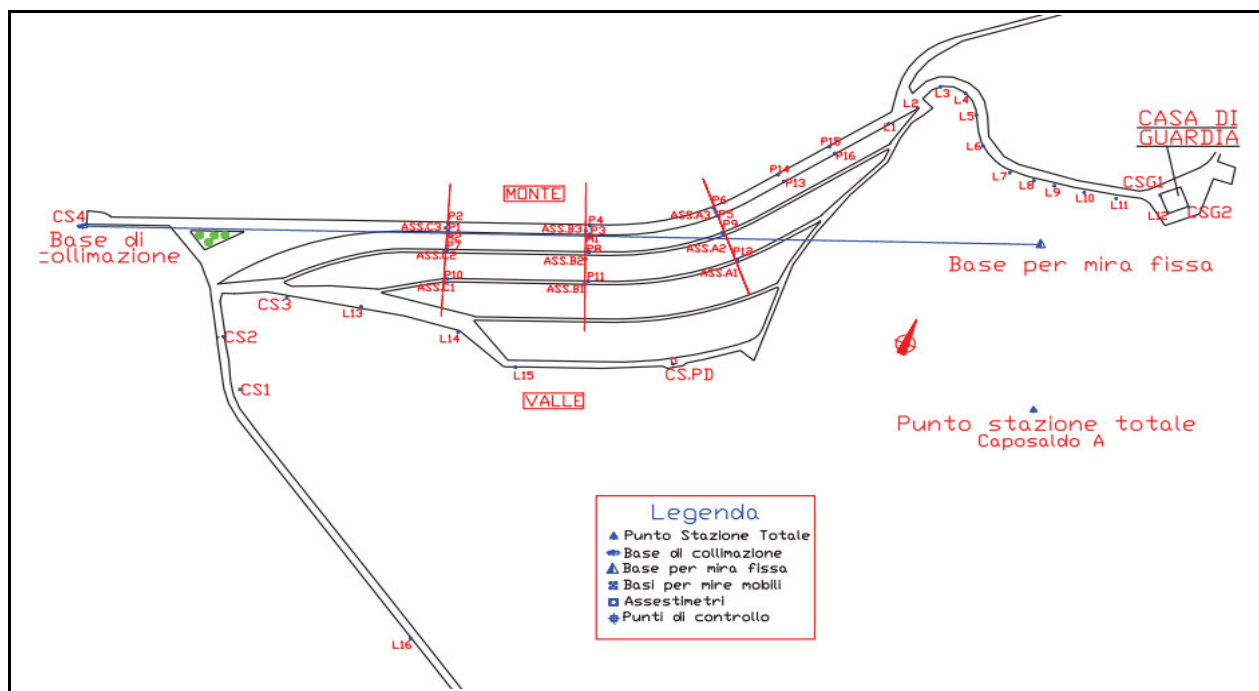 L2
L3
L4
L1
L5
CASA DI
GUARDIA
P15
L6
P16
P14
L7
P13
L8
L9
L10
L11
CSG1
L12
CSG2
MONTE
P6
ASS.A3
P5
CS4
P2
ASS.C3
P1
P4
ASS.B3
P3
M1
P9
Base di
collimazione
P7
ASS.C2
P8
ASS.B2
ASS.A2
P12
ASS.A1
Base per mira fissa
P10
ASS.C1
P11
ASS.B1
CS3
L13
CS2
L14
L15
CS.PD
CS1
VALLE
Punto stazione totale
Caposaldo A
Legenda
Punto Stazione Totale
Base di collimazione
Base per mira fissa
Basi per mire mobili
Assestimetri
Punti di controllo
L16